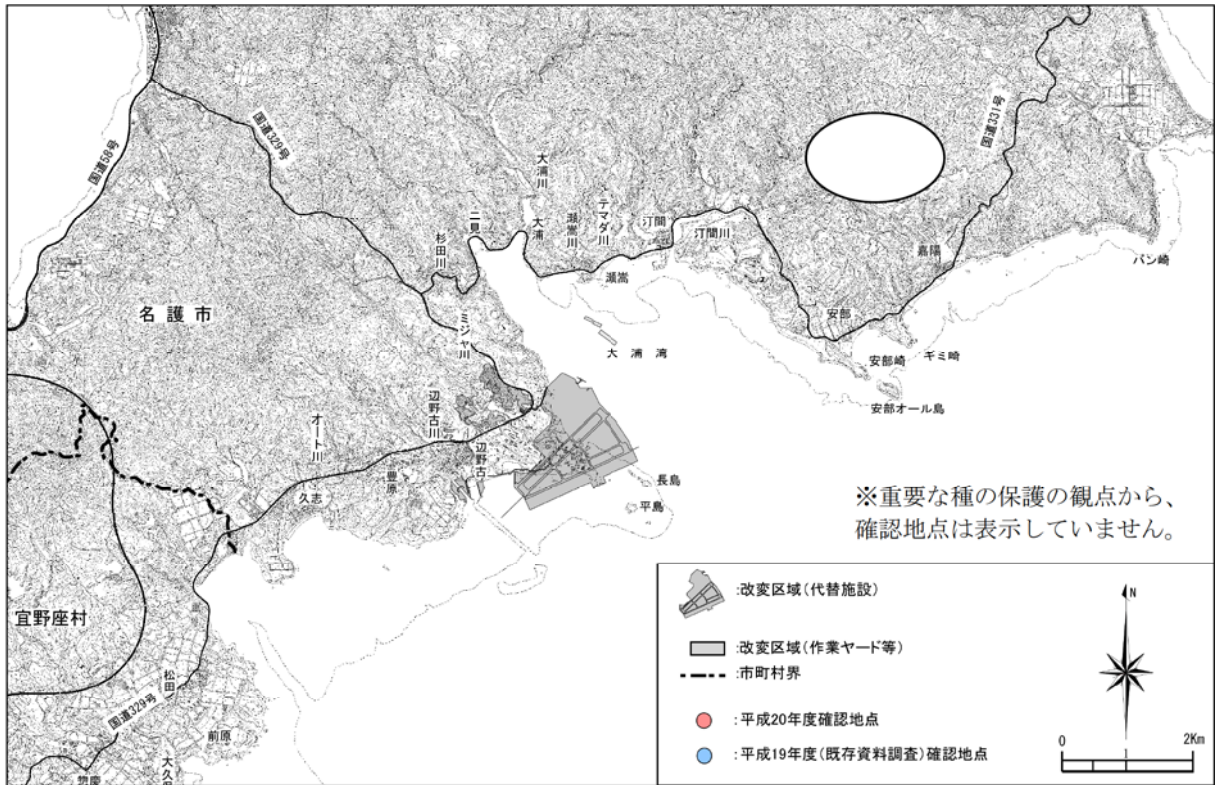 国道58号
国道329号
国道331号
大浦川
大浦
二見
杉田川
瀬嵩川
テマダ川
汀間
汀間川
瀬嵩
嘉陽
バン崎
名護市
ミジャ川
大浦湾
安部
安部崎
ギミ崎
安部オール島
辺野古川
辺野古
オート川
豊原
久志
長島
平島
※重要な種の保護の観点から、
確認地点は表示していません。
宜野座村
松田
国道329号
前原
惣慶
:改変区域(代替施設)
:改変区域(作業ヤード等)
:市町村界
:平成20年度確認地点
:平成19年度(既存資料調査)確認地点
N
0 2Km